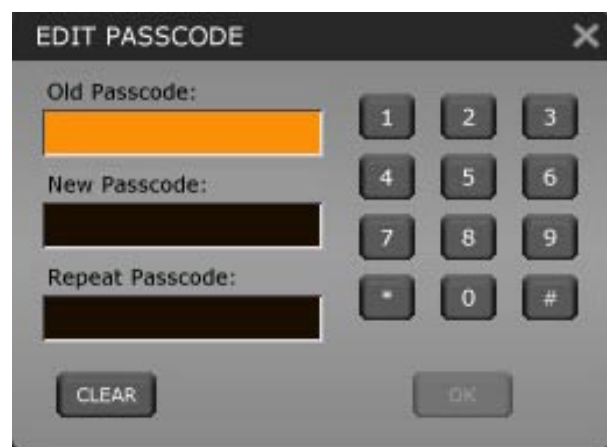 EDIT PASSCODE
Old Passcode:
1 2 3
New Passcode:
4 5 6
7 8 9
Repeat Passcode:
* 0 #
CLEAR OK